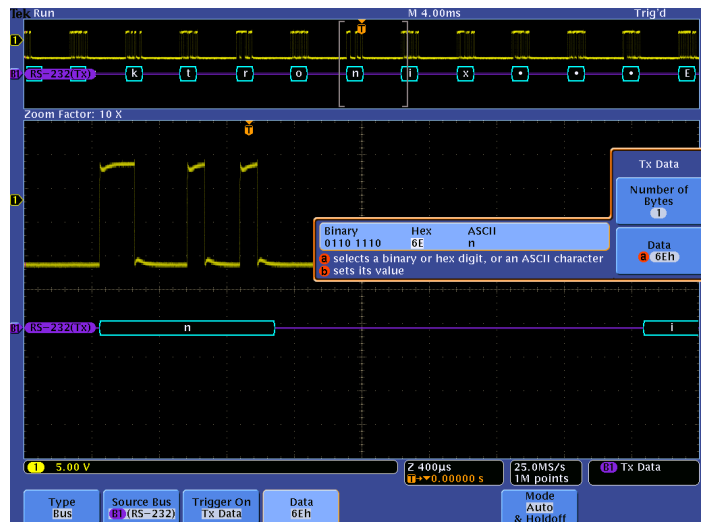 Tek Run M 4.00ms Trig'd
1
T
B1 RS-232(Tx) k t r o n i x • • • E
Zoom Factor: 10 X
T
Tx Data
Number of
Bytes
1
1
Binary Hex ASCII
0110 1110 6E n
Data
a 6Eh
a selects a binary or hex digit, or an ASCII character
b sets its value
B1 RS-232(Tx) n i
1 5.00 V
Z 400µs
T→▼0.00000 s
25.0MS/s
1M points
B1 Tx Data
Type
Bus
Source Bus
B1 (RS-232)
Trigger On
Tx Data
Data
6Eh
Mode
Auto
& Holdoff